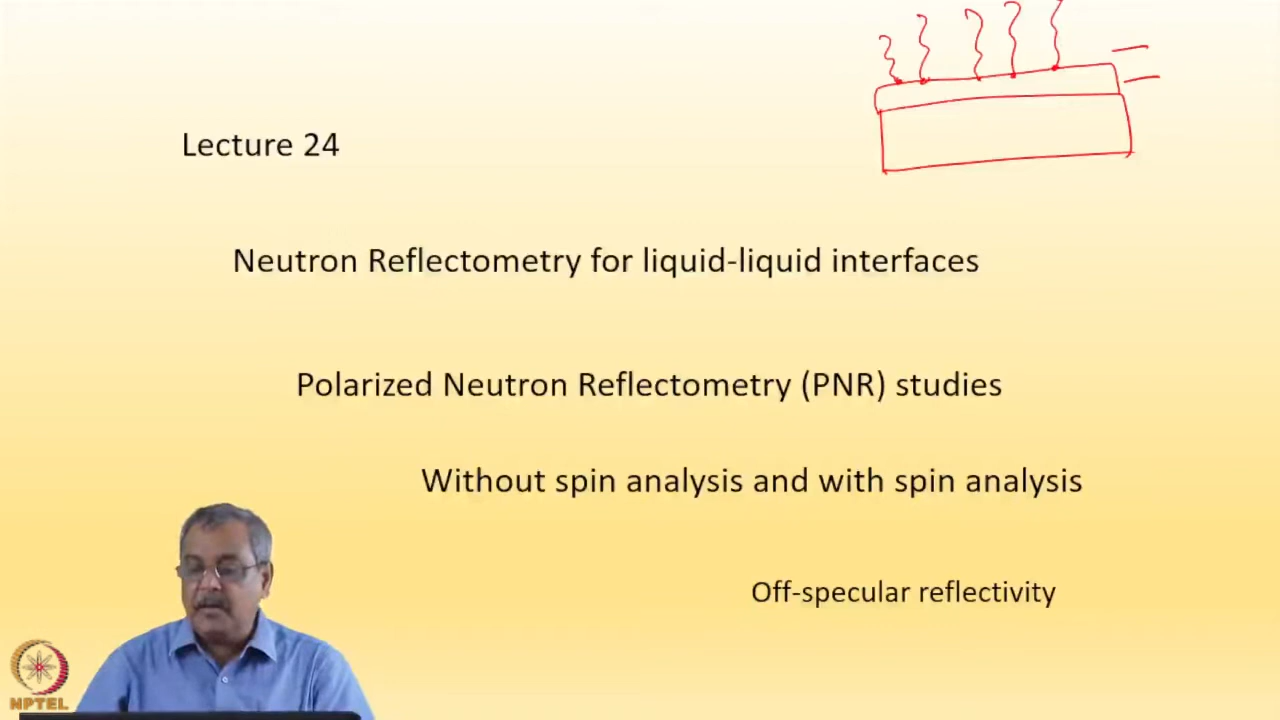 Lecture 24
Neutron Reflectometry for liquid-liquid interfaces
Polarized Neutron Reflectometry (PNR) studies
Without spin analysis and with spin analysis
Off-specular reflectivity
NPTEL